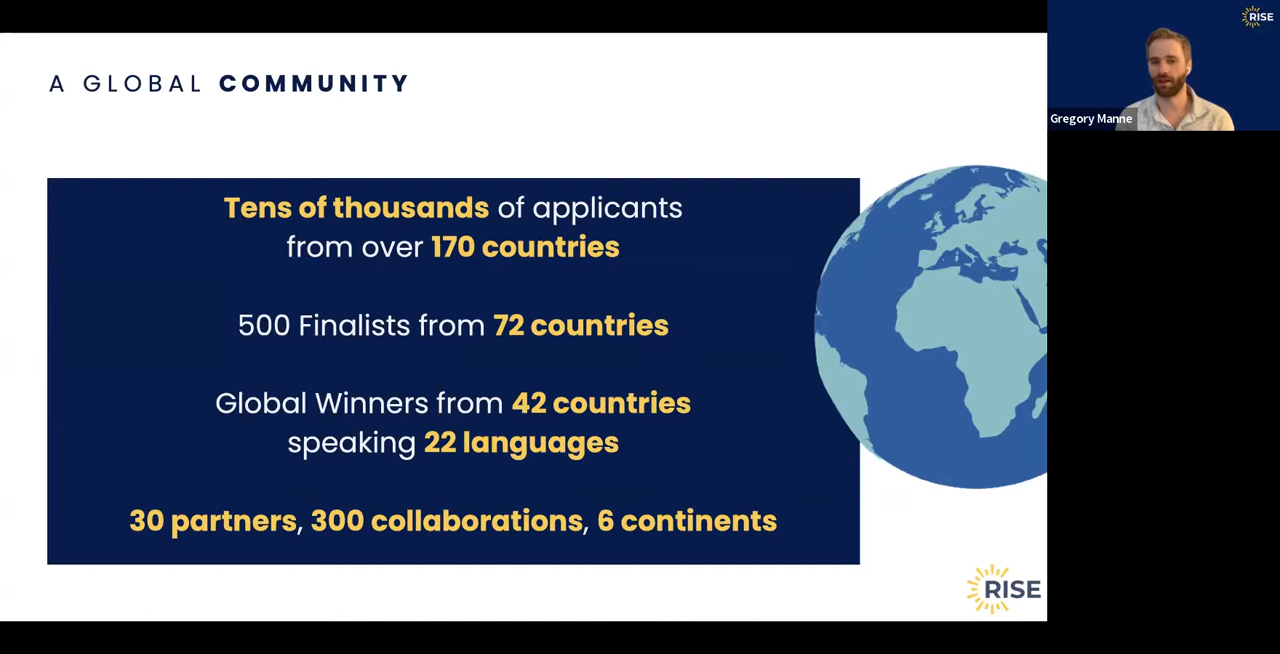 A GLOBAL COMMUNITY
Tens of thousands of applicants
from over 170 countries
500 Finalists from 72 countries
Global Winners from 42 countries
speaking 22 languages
30 partners, 300 collaborations, 6 continents
RISE
RISE
Gregory Manne